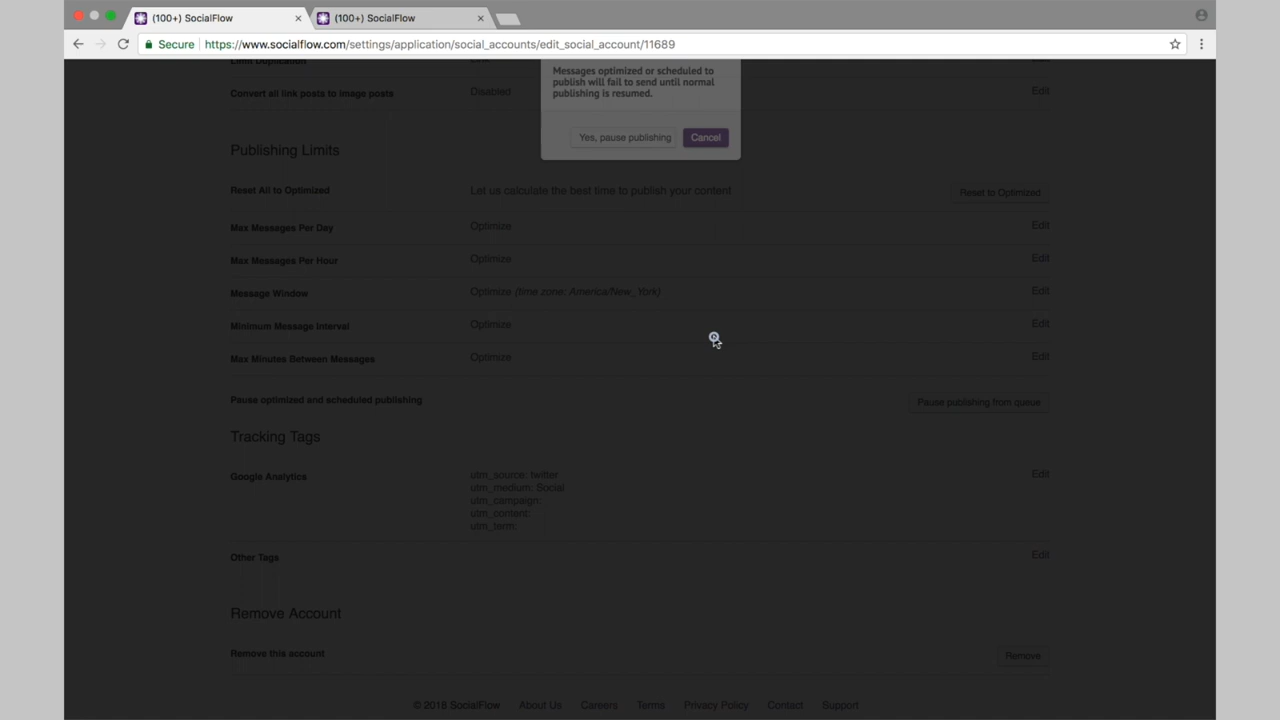 (100+) SocialFlow
(100+) SocialFlow
Secure https://www.socialflow.com/settings/application/social_accounts/edit_social_account/11689
Limit Duplication
Convert all link posts to image posts Disabled Edit
Messages optimized or scheduled to
publish will fail to send until normal
publishing is resumed.
Yes, pause publishing Cancel
Publishing Limits
Reset All to Optimized Let us calculate the best time to publish your content Reset to Optimized
Max Messages Per Day Optimize Edit
Max Messages Per Hour Optimize Edit
Message Window Optimize (time zone: America/New_York). Edit
Minimum Message Interval Optimize Edit
Max Minutes Between Messages Optimize Edit
Pause optimized and scheduled publishing Pause publishing from queue
Tracking Tags
Google Analytics utm_source: twitter Edit
utm_medium: Social
utm_campaign:
utm_content:
utm_term:
Other Tags Edit
Remove Account
Remove this account Remove
© 2018 SocialFlow About Us Careers Terms Privacy Policy Contact Support